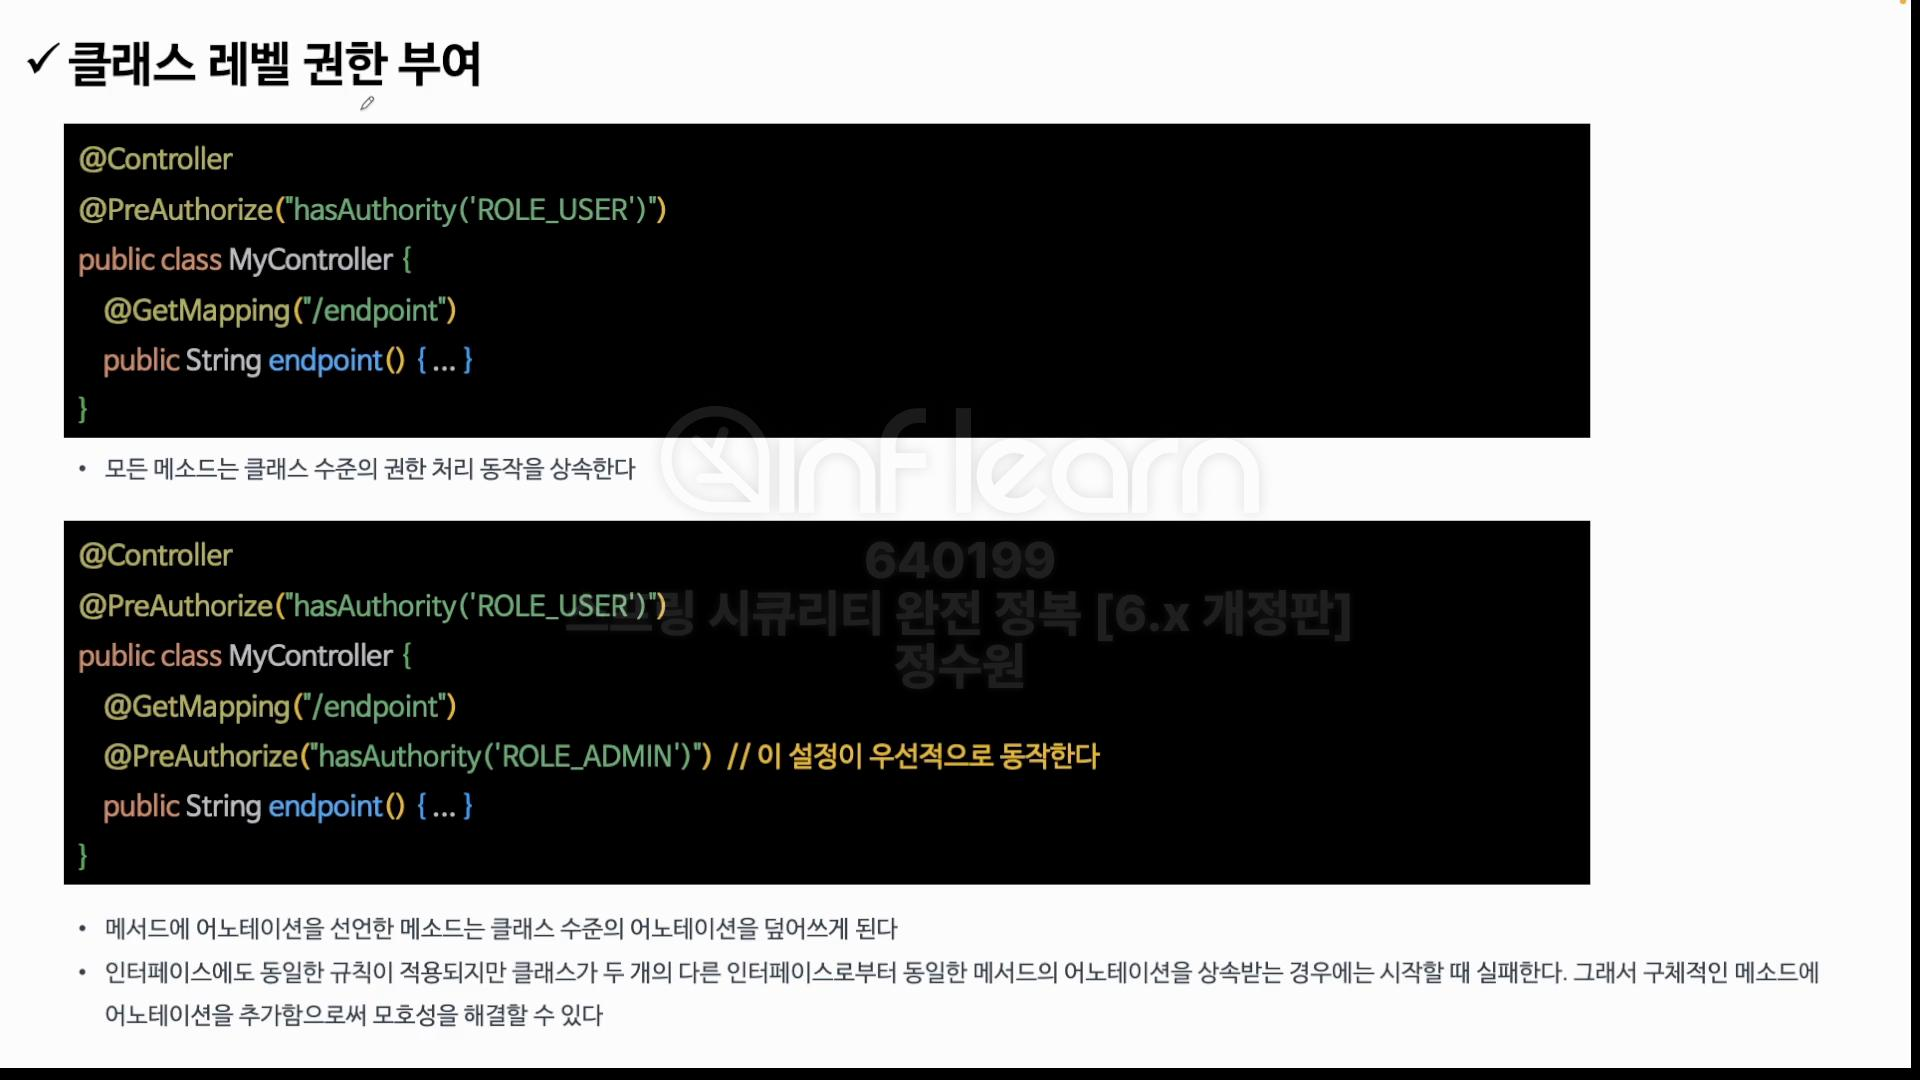 ✓ 클래스 레벨 권한 부여
@Controller
@PreAuthorize("hasAuthority('ROLE_USER')")
public class MyController {
@GetMapping("/endpoint")
public String endpoint() { ... }
}
• 모든 메소드는 클래스 수준의 권한 처리 동작을 상속한다
inflearn
640199
스프링 시큐리티 완전 정복 [6.x 개정판]
정수원
@Controller
@PreAuthorize("hasAuthority('ROLE_USER')")
public class MyController {
@GetMapping("/endpoint")
@PreAuthorize("hasAuthority('ROLE_ADMIN')") // 이 설정이 우선적으로 동작한다
public String endpoint() { ... }
}
• 메서드에 어노테이션을 선언한 메소드는 클래스 수준의 어노테이션을 덮어쓰게 된다
• 인터페이스에도 동일한 규칙이 적용되지만 클래스가 두 개의 다른 인터페이스로부터 동일한 메서드의 어노테이션을 상속받는 경우에는 시작할 때 실패한다. 그래서 구체적인 메소드에
어노테이션을 추가함으로써 모호성을 해결할 수 있다